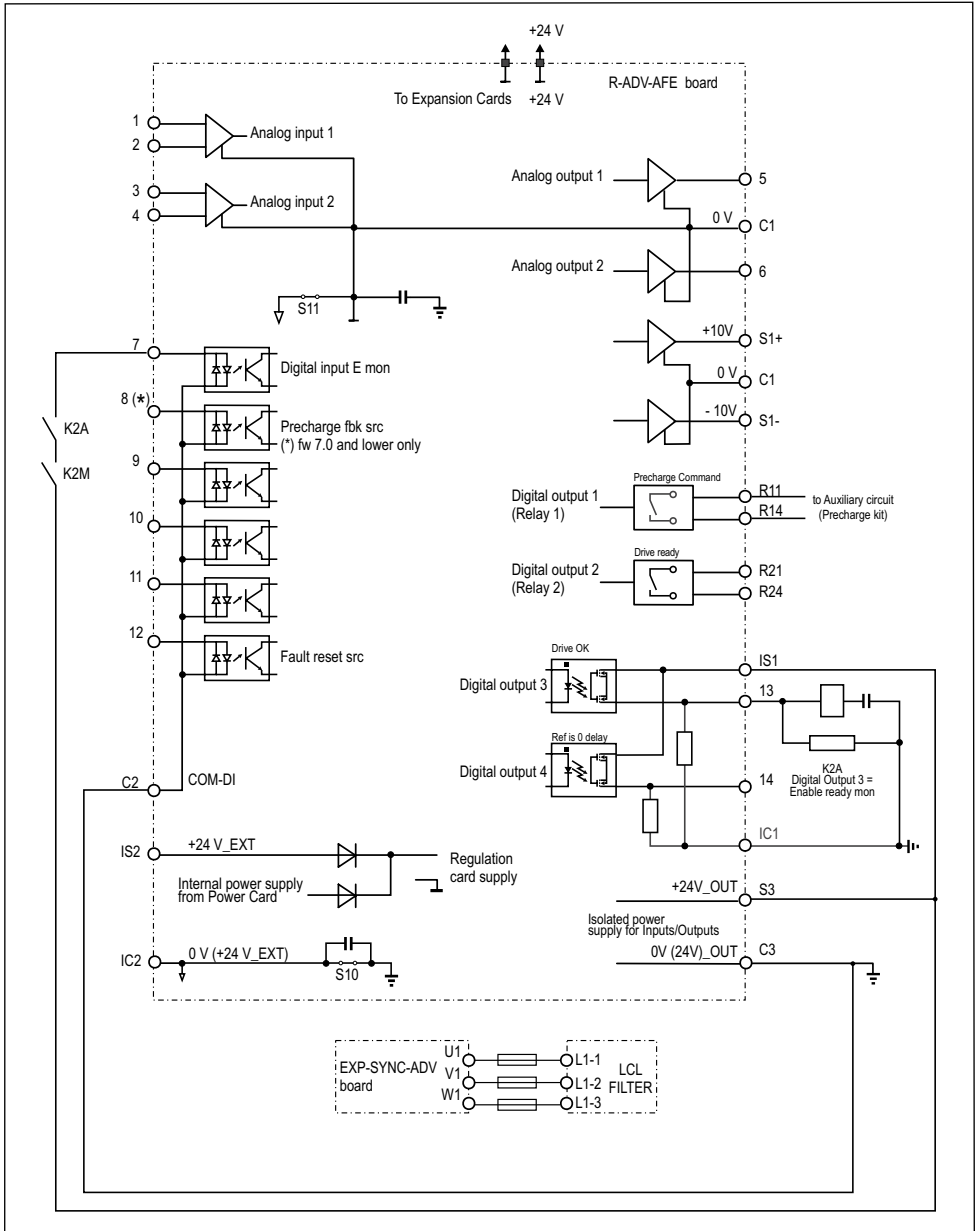 +24 V
R-ADV-AFE board
To Expansion Cards
+24 V
1
2
Analog input 1
3
4
Analog input 2
Analog output 1
5
0 V
C1
Analog output 2
6
S11
+10V
S1+
0 V
C1
- 10V
S1-
7
Digital input E mon
8 (*)
Precharge fbk src
(*) fw 7.0 and lower only
K2A
K2M
9
10
11
12
Fault reset src
Digital output 1
(Relay 1)
Precharge Command
R11
R14
to Auxiliary circuit
(Precharge kit)
Digital output 2
(Relay 2)
Drive ready
R21
R24
Drive OK
Digital output 3
IS1
13
Ref is 0 delay
Digital output 4
14
K2A
Digital Output 3 =
Enable ready mon
IC1
C2
COM-DI
IS2
+24 V_EXT
Internal power supply
from Power Card
Regulation
card supply
+24V_OUT
S3
Isolated power
supply for Inputs/Outputs
0V (24V)_OUT
C3
IC2
0 V (+24 V_EXT)
S10
EXP-SYNC-ADV
board
U1
V1
W1
L1-1
L1-2
L1-3
LCL
FILTER